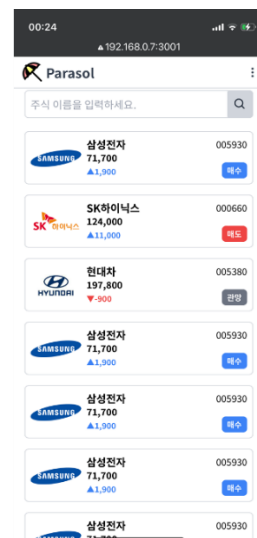 00:24
▲192.168.0.7:3001
Parasol
주식 이름을 입력하세요.
삼성전자 005930
SAMSUNG 71,700
▲1,900 매수
SK하이닉스 000660
SK 하이닉스 124,000
▲11,000 매도
현대차 005380
HYUNDAI 197,800
▼-900 관망
삼성전자 005930
SAMSUNG 71,700
▲1,900 매수
삼성전자 005930
SAMSUNG 71,700
▲1,900 매수
삼성전자 005930
SAMSUNG 71,700
▲1,900 매수
삼성전자 005930
SAMSUNG